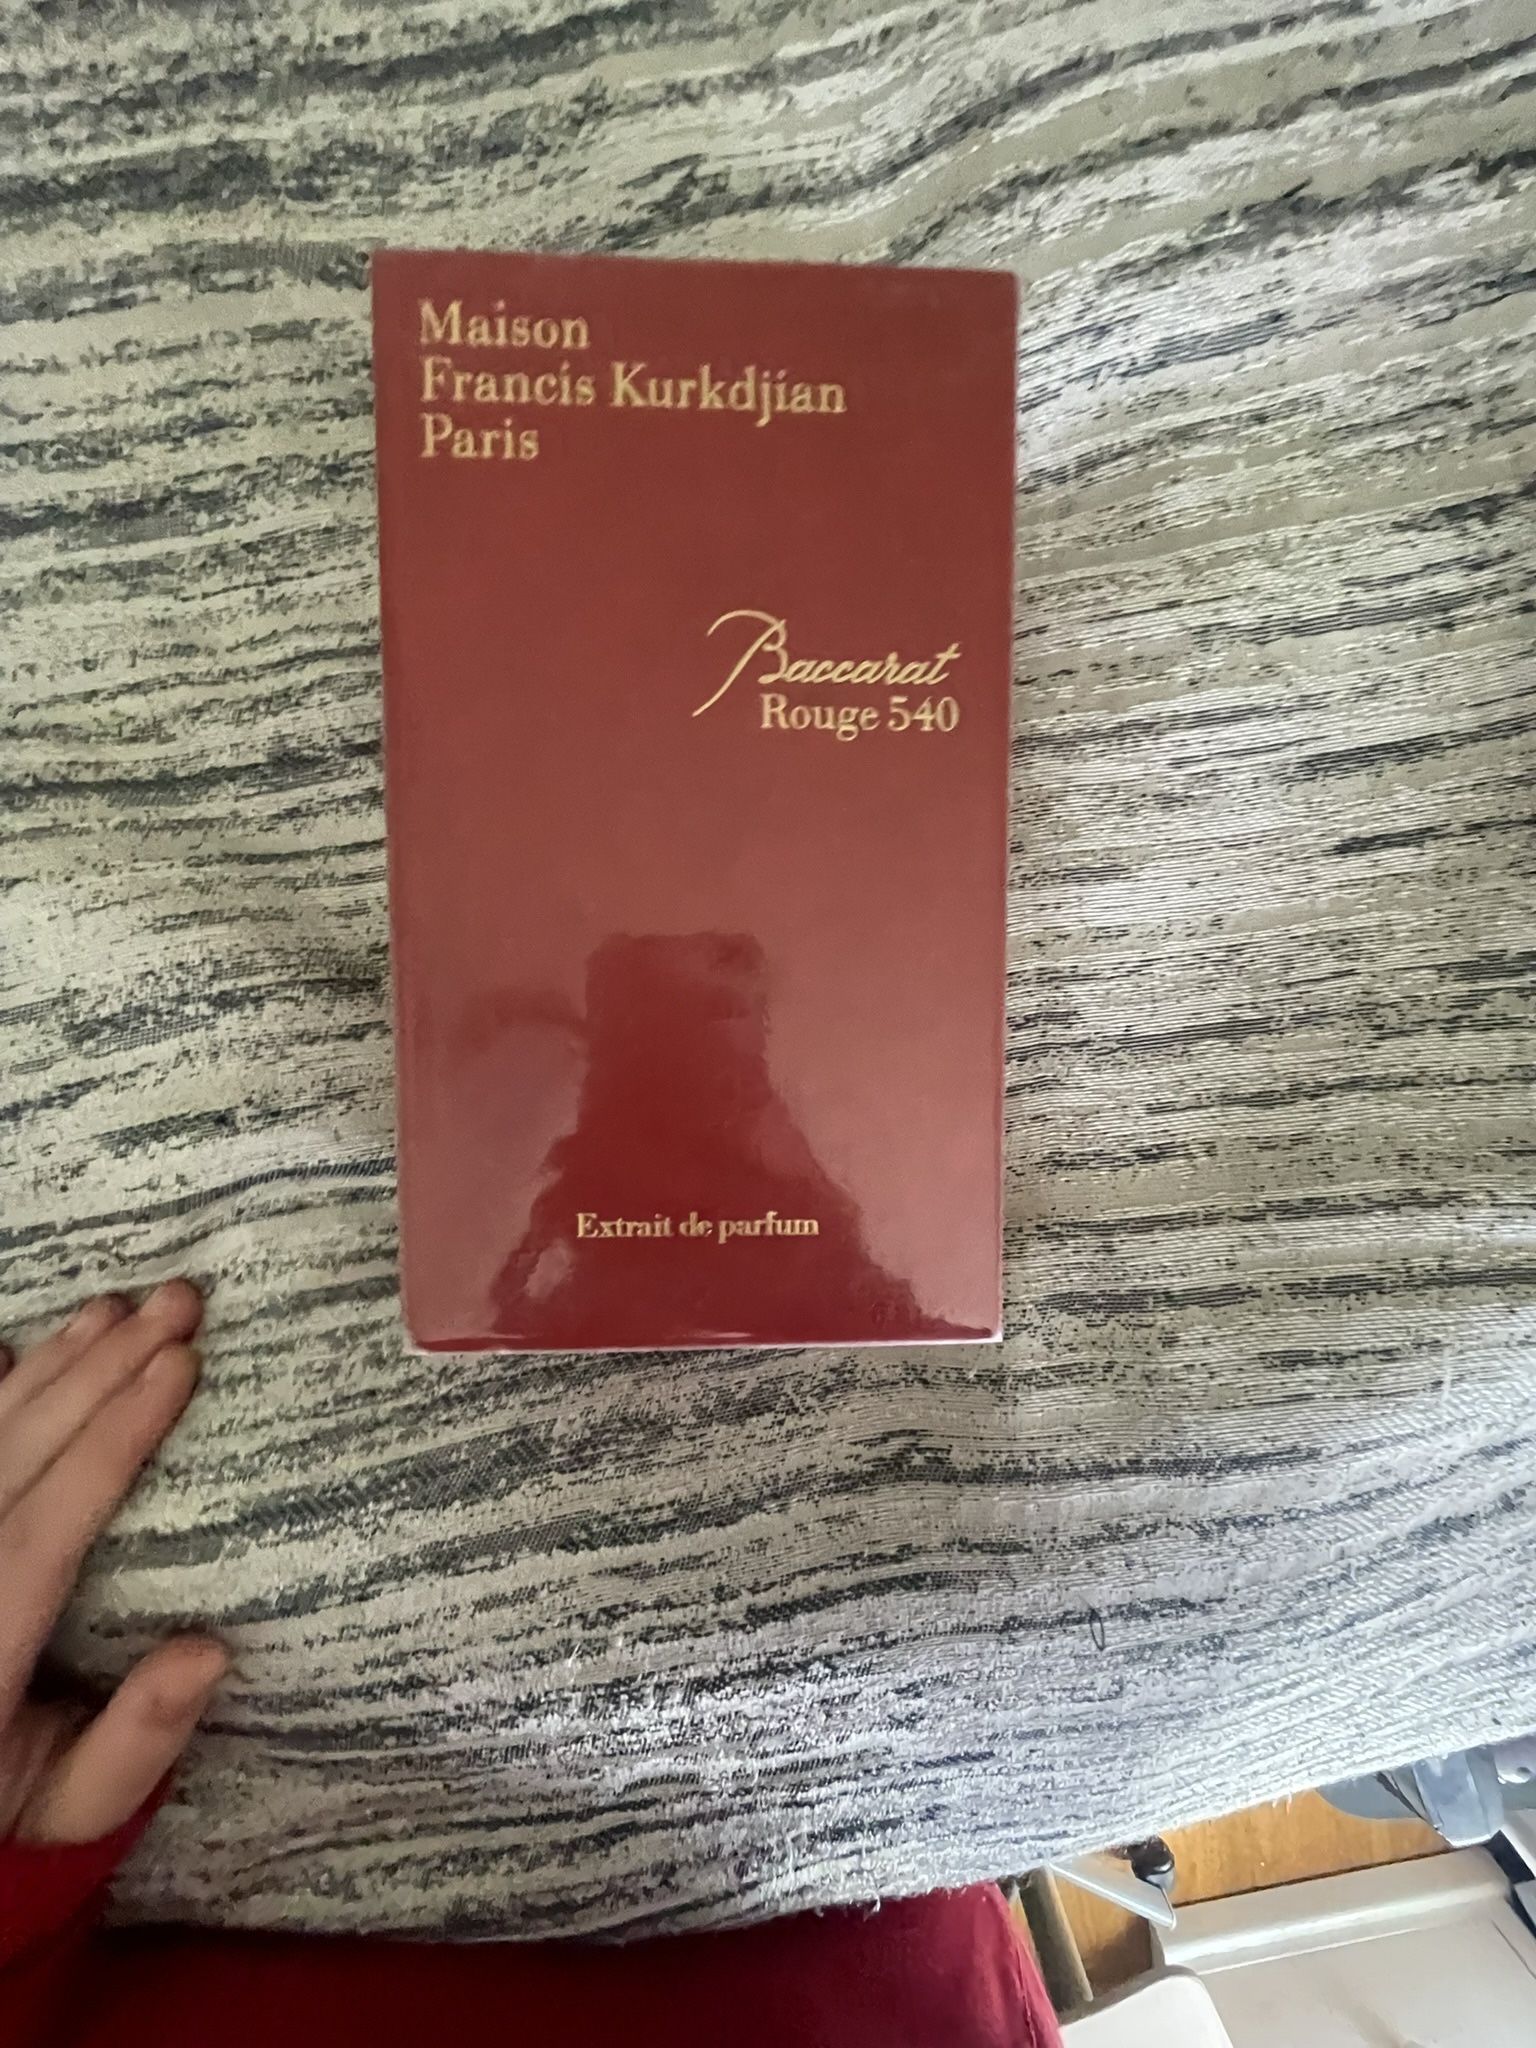 Maison
Francis Kurkdjian
Paris
Baccarat
Rouge 540
Extrait de parfum